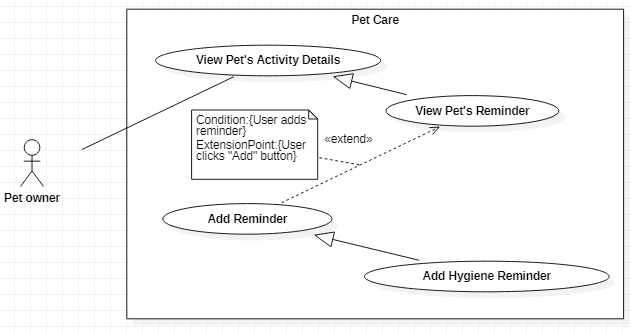 Pet Care
View Pet's Activity Details
View Pet's Reminder
Condition:{User adds
reminder}
ExtensionPoint:{User
clicks "Add" button}
«extend»
Pet owner
Add Reminder
Add Hygiene Reminder